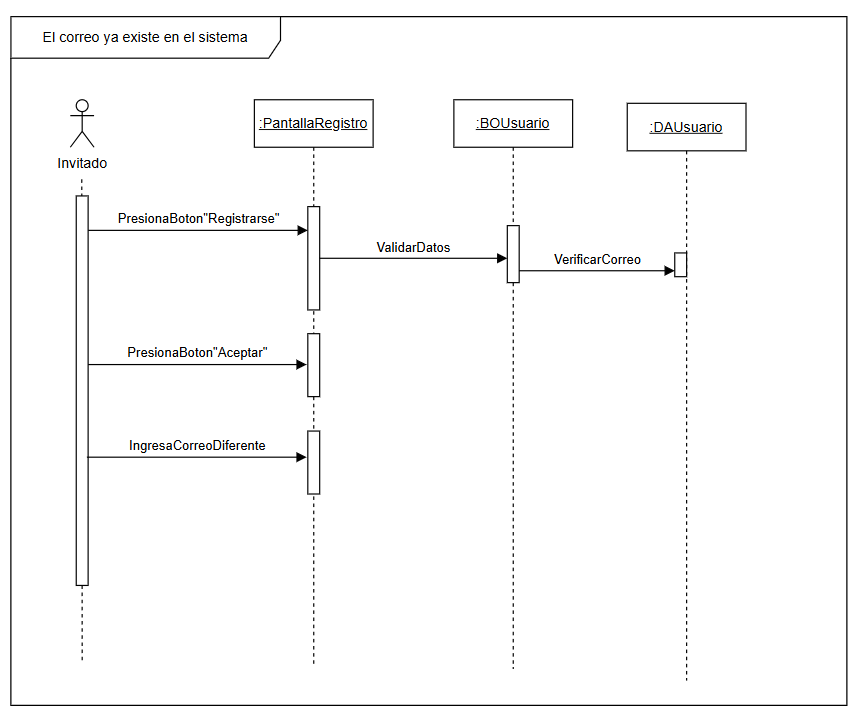 El correo ya existe en el sistema
:PantallaRegistro
:BOUsuario
:DAUsuario
Invitado
PresionaBoton"Registrarse"
ValidarDatos
VerificarCorreo
PresionaBoton"Aceptar"
IngresaCorreoDiferente